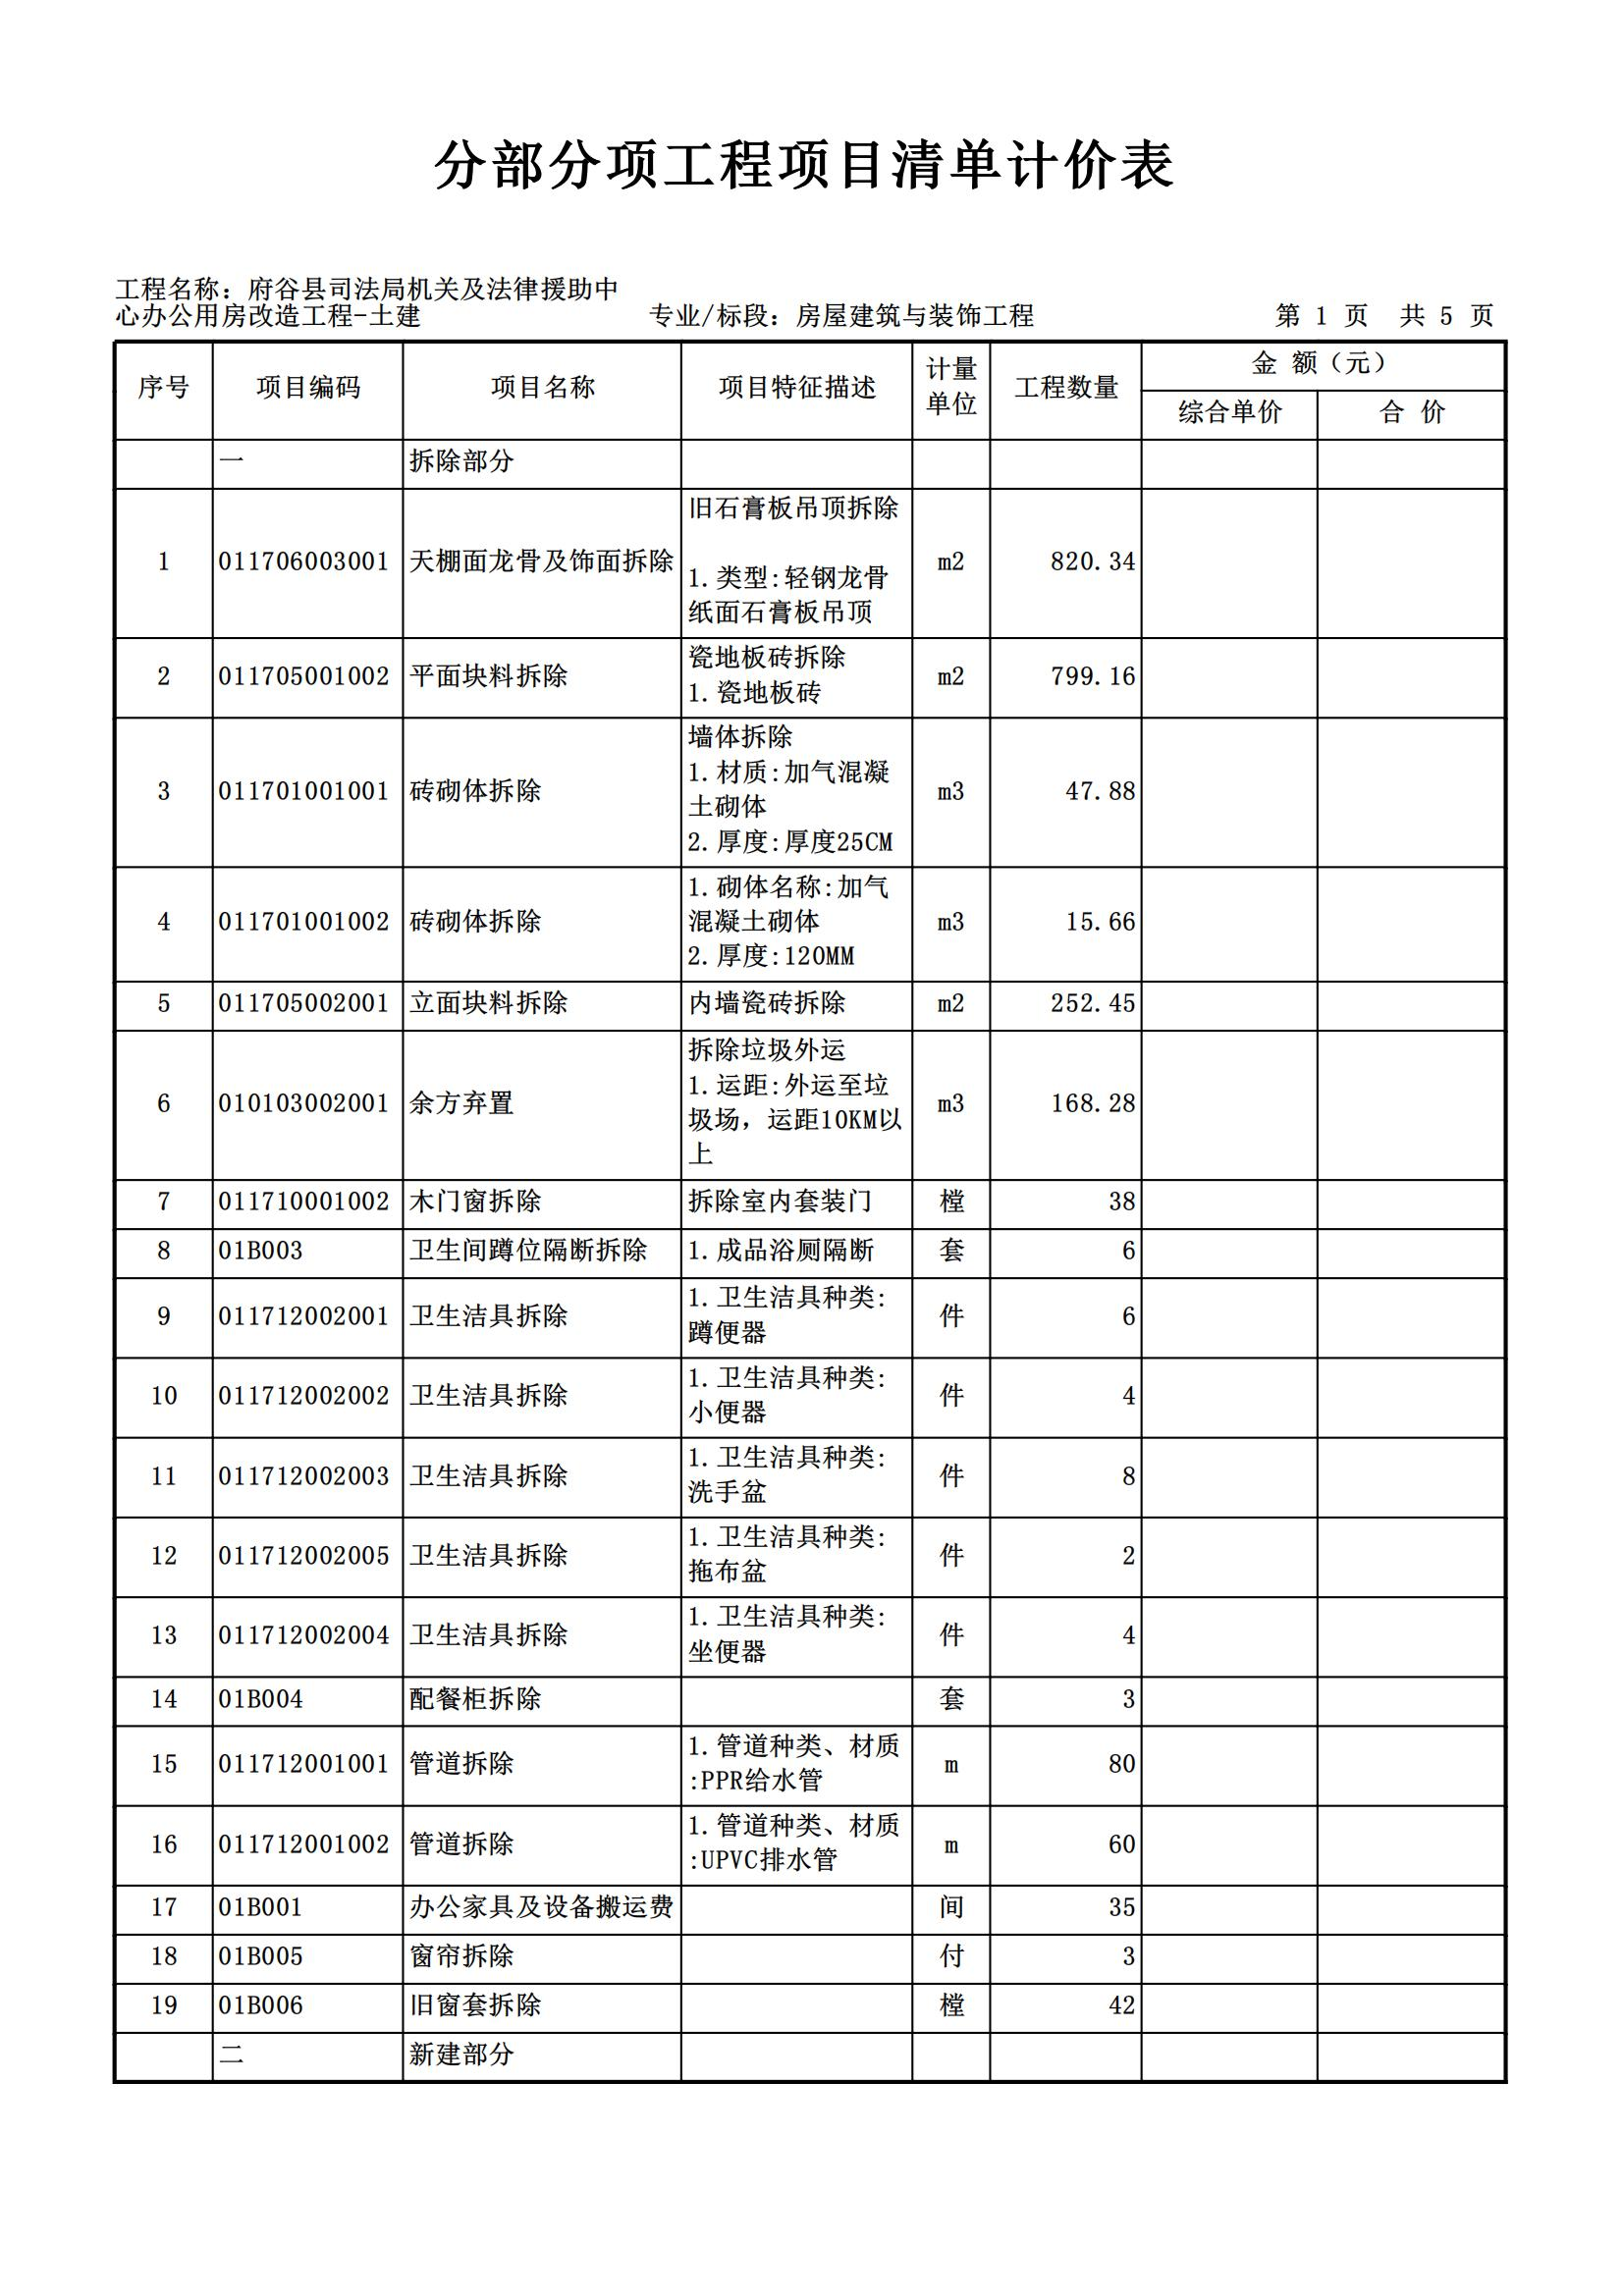 分部分项工程项目清单计价表
工程名称：府谷县司法局机关及法律援助中
心办公用房改造工程-土建 专业/标段：房屋建筑与装饰工程 第 1 页 共 5 页
序号 项目编码 项目名称 项目特征描述 计量单位 工程数量 金 额（元）
综合单价 合 价
一 拆除部分
1 011706003001 天棚面龙骨及饰面拆除 旧石膏板吊顶拆除
1.类型:轻钢龙骨
纸面石膏板吊顶 m2 820.34
2 011705001002 平面块料拆除 瓷地板砖拆除
1.瓷地板砖 m2 799.16
3 011701001001 砖砌体拆除 墙体拆除
1.材质:加气混凝
土砌体
2.厚度:厚度25CM m3 47.88
4 011701001002 砖砌体拆除 1.砌体名称:加气
混凝土砌体
2.厚度:120MM m3 15.66
5 011705002001 立面块料拆除 内墙瓷砖拆除 m2 252.45
6 010103002001 余方弃置 拆除垃圾外运
1.运距:外运至垃
圾场，运距10KM以
上 m3 168.28
7 011710001002 木门窗拆除 拆除室内套装门 樘 38
8 01B003 卫生间蹲位隔断拆除 1.成品浴厕隔断 套 6
9 011712002001 卫生洁具拆除 1.卫生洁具种类:
蹲便器 件 6
10 011712002002 卫生洁具拆除 1.卫生洁具种类:
小便器 件 4
11 011712002003 卫生洁具拆除 1.卫生洁具种类:
洗手盆 件 8
12 011712002005 卫生洁具拆除 1.卫生洁具种类:
拖布盆 件 2
13 011712002004 卫生洁具拆除 1.卫生洁具种类:
坐便器 件 4
14 01B004 配餐柜拆除 套 3
15 011712001001 管道拆除 1.管道种类、材质
:PPR给水管 m 80
16 011712001002 管道拆除 1.管道种类、材质
:UPVC排水管 m 60
17 01B001 办公家具及设备搬运费 间 35
18 01B005 窗帘拆除 付 3
19 01B006 旧窗套拆除 樘 42
二 新建部分